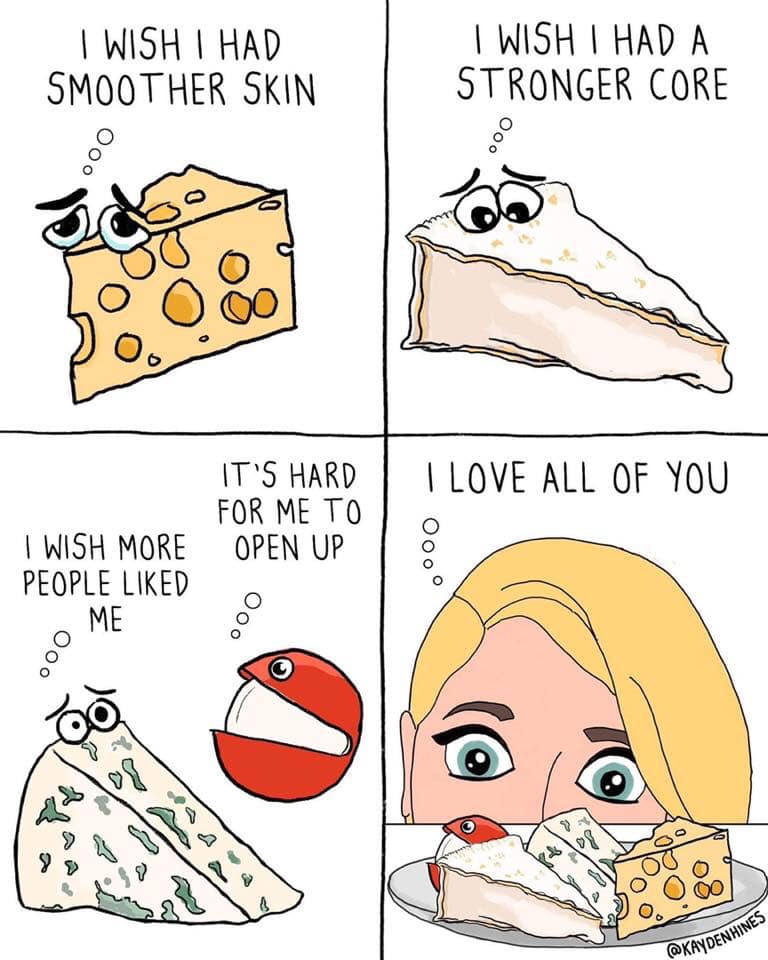 I WISH I HAD
SMOOTHER SKIN
I WISH I HAD A
STRONGER CORE
I WISH MORE
PEOPLE LIKED
ME
IT'S HARD
FOR ME TO
OPEN UP
I LOVE ALL OF YOU
@KAYDENHINES